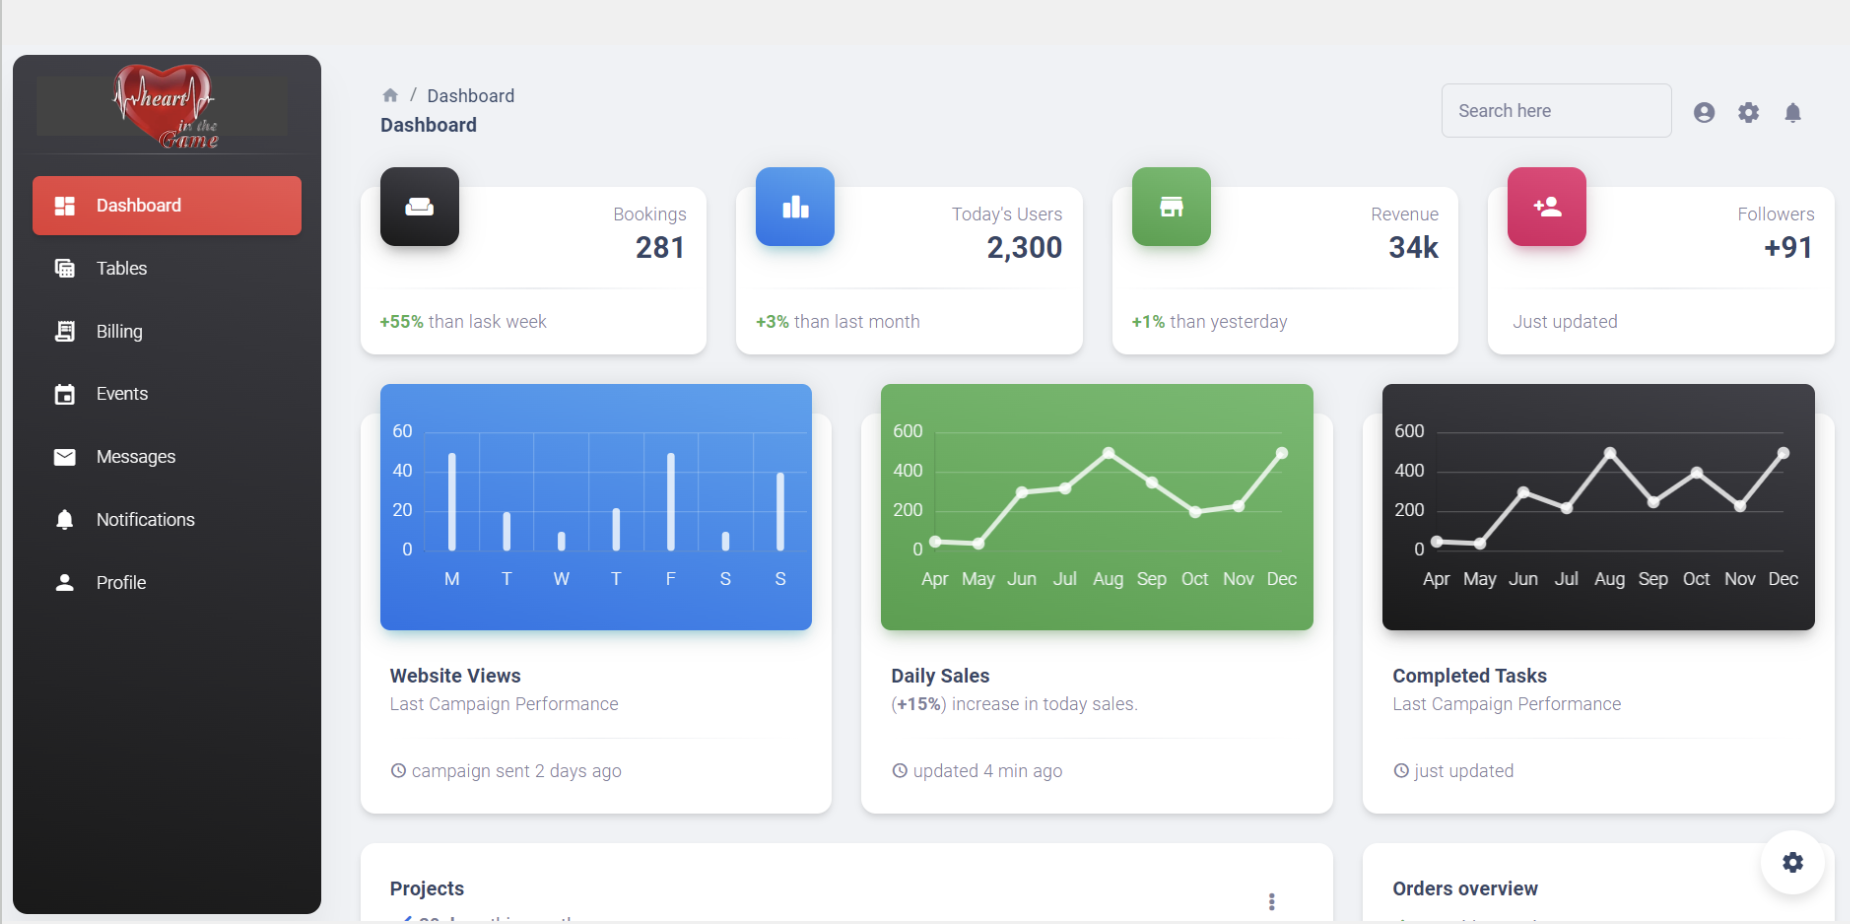 heart
in the
Game
Dashboard
Tables
Billing
Events
Messages
Notifications
Profile
/ Dashboard
Dashboard
Search here
Bookings
281
+55% than lask week
Today's Users
2,300
+3% than last month
Revenue
34k
+1% than yesterday
Followers
+91
Just updated
60
40
20
0
M T W T F S S
Website Views
Last Campaign Performance
campaign sent 2 days ago
600
400
200
0
Apr May Jun Jul Aug Sep Oct Nov Dec
Daily Sales
(+15%) increase in today sales.
updated 4 min ago
600
400
200
0
Apr May Jun Jul Aug Sep Oct Nov Dec
Completed Tasks
Last Campaign Performance
just updated
Projects
Orders overview